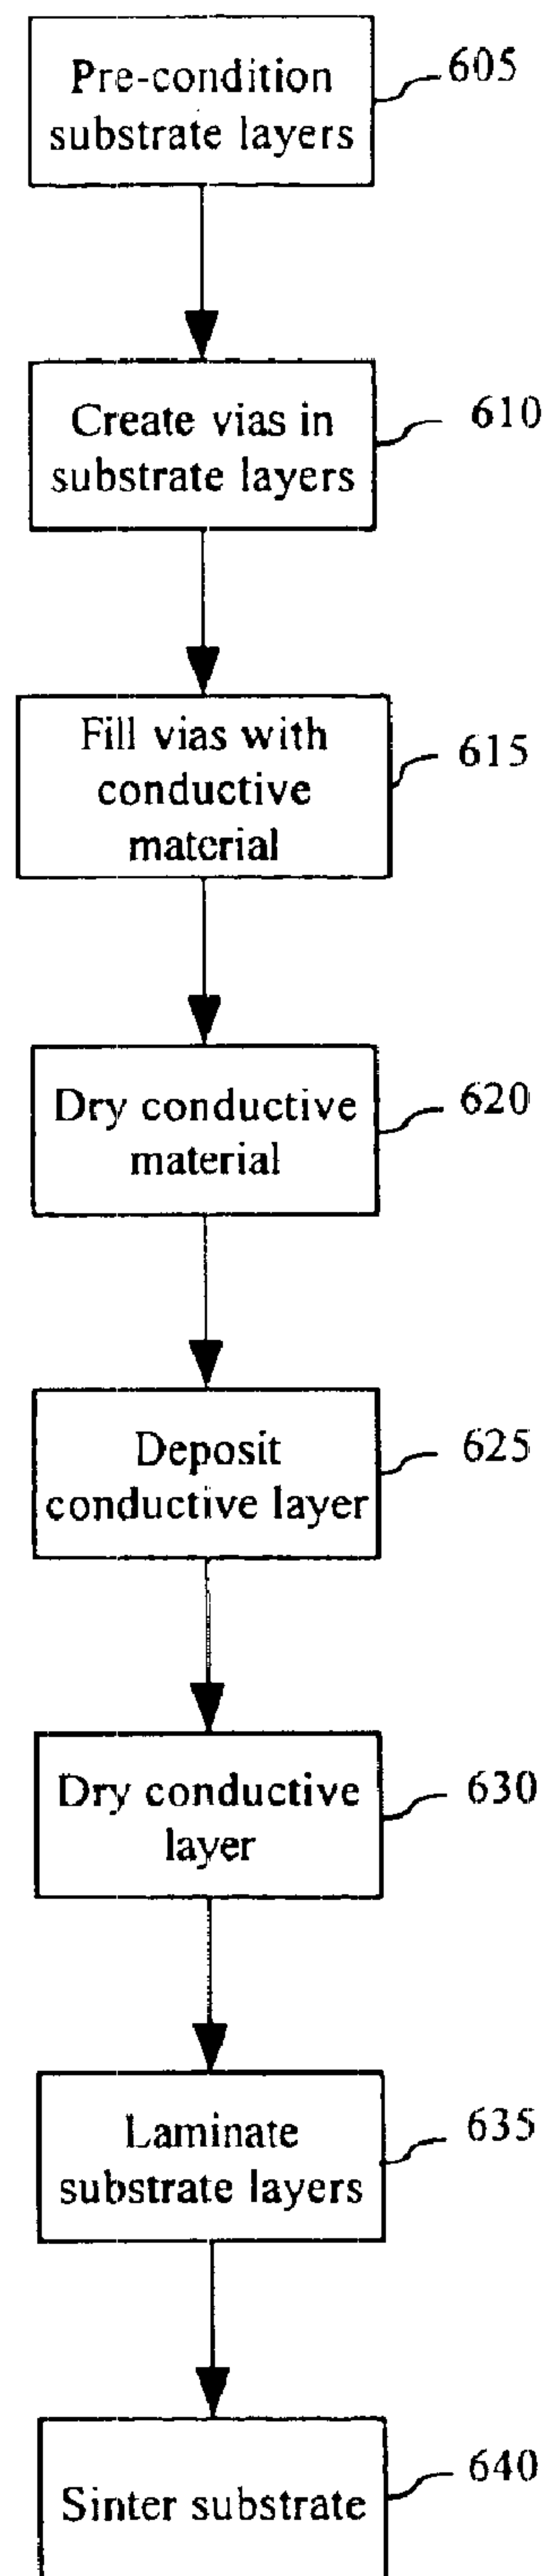 Pre-condition
substrate layers
605
Create vias in
substrate layers
610
Fill vias with
conductive
material
615
Dry conductive
material
620
Deposit
conductive layer
625
Dry conductive
layer
630
Laminate
substrate layers
635
Sinter substrate
640